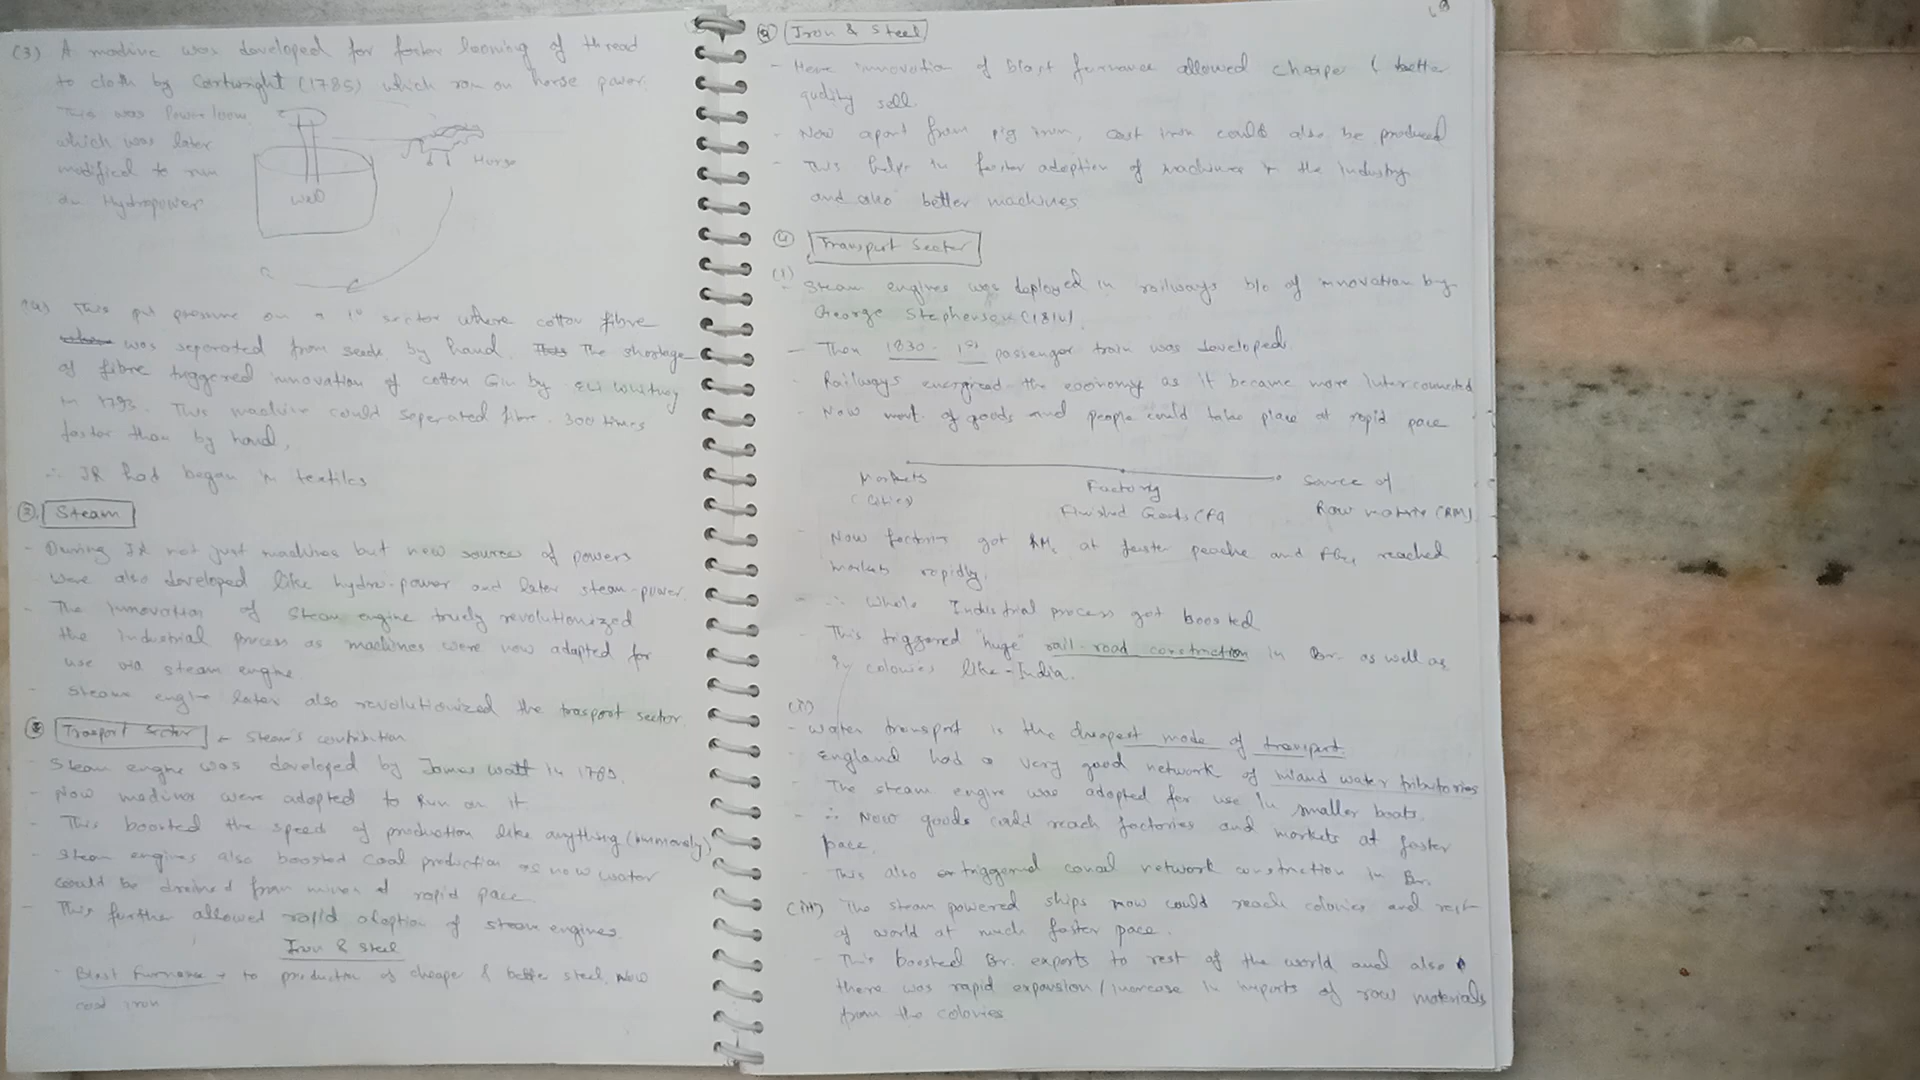 (3) A machine was developed for faster looming of thread
to cloth by Cartwright (1785) which ran on horse power.
This was Powerloom
which was later
modified to run
on Hydropower
well
Horse
(4) This put pressure on 1° sector where cotton fibre
was separated from seeds by hand. The shortage
of fibre triggered innovation of cotton Gin by Eli Whitney
in 1793. This machine could seperated fibre 300 times
faster than by hand.
∴ IR had began in textiles
2. Steam
- During IR not just machines but new sources of powers
were also developed like hydro-power and later steam-power.
- The innovation of Steam engine truely revolutionized
the industrial process as machines were now adapted for
use via steam engine.
- Steam engine later also revolutionized the trasport sector.
Trasport Sector ← Steam's contribution
- Steam engine was developed by James Watt in
- Now machines were adopted to Run on it
- This boosted the speed of production like anything (immensely)
- Steam engines also boosted coal production as now water
could be drained from mines at rapid pace.
- This further allowed rapid adoption of steam engines.
Iron & Steel
- Blast Furnace → to production of cheaper & better steel. Now
cast iron
Iron & Steel
- Here innovation of blast furnace allowed cheaper & better
quality
- Now apart from pig iron, cast iron could also be produced
- This helps in faster adoption of machines in the industry
and also better machines
4 Transport Sector
(i)
- Steam engines was deployed in railways b/c of innovation by
George Stephenson (1814).
- Then 1830 - 1st passenger train was developed.
- Railways energised the economy as it became more interconnected
- Now movt. of goods and people could take place at rapid pace
Markets
(Cities)
Factory
Finished Goods (FG)
Source of
Raw material (RM)
- Now factories got RMs at faster and FGs reached
markets rapidly.
- ∴ Whole Industrial process got boosted
- This triggered "huge" rail-road construction in Br. as well as
in colonies like-India.
(ii)
- Water transport is the cheapest mode of transport
- England had a very good network of inland water tributaries
- The steam engine was adapted for use in smaller boats.
- ∴ Now goods could reach factories and markets at faster
pace.
- This also triggered canal network construction in Br.
(iii) The steam powered ships now could reach colonies and rest
of world at much faster pace.
- This boosted Br. exports to rest of the world and also
there was rapid expansion / increase in imports of raw materials
from the colonies